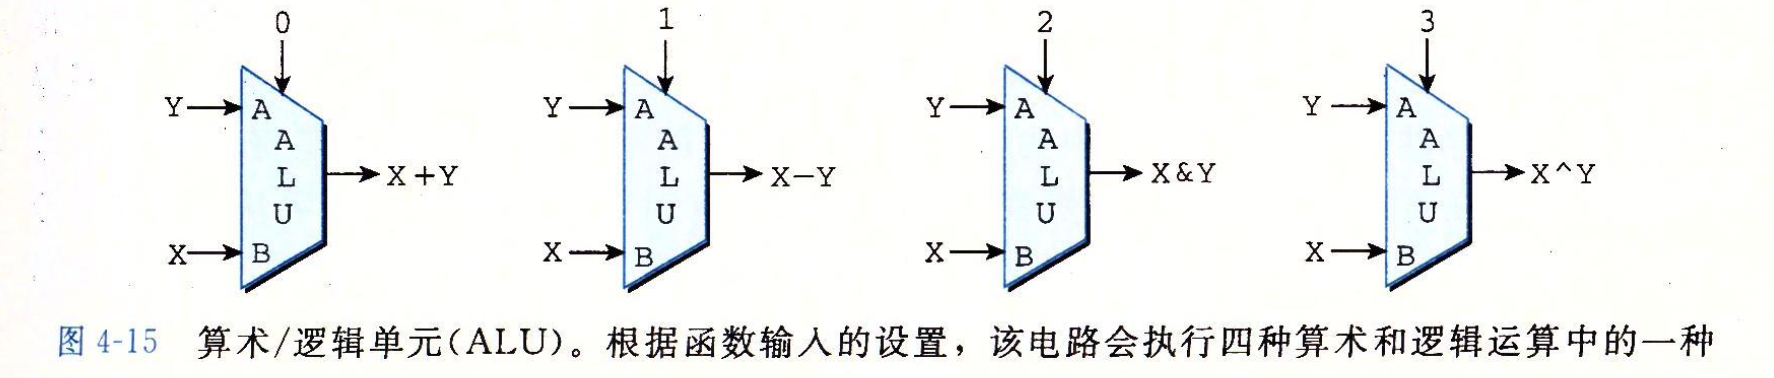 0 1 2 3
Y A Y A Y A Y A
A A A A
L X+Y L X-Y L X&Y L X^Y
U U U U
X B X B X B X B
图 4-15 算术/逻辑单元(ALU)。根据函数输入的设置，该电路会执行四种算术和逻辑运算中的一种